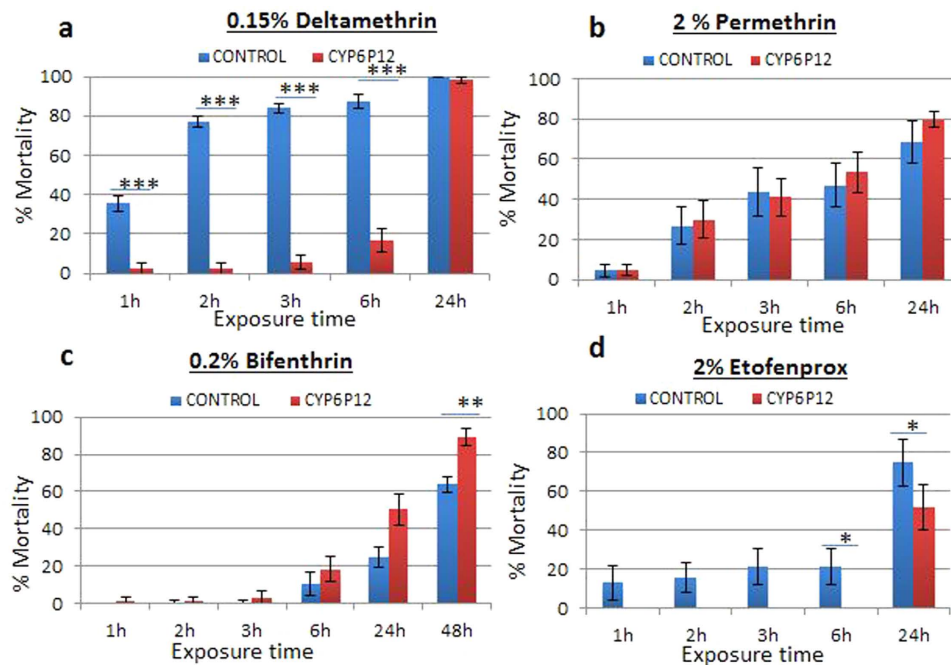 a
0.15% Deltamethrin
CONTROL CYP6P12
% Mortality
100
80
60
40
20
0
***
***
***
***
1h 2h 3h 6h 24h
Exposure time
b
2 % Permethrin
CONTROL CYP6P12
% Mortality
100
80
60
40
20
0
1h 2h 3h 6h 24h
Exposure time
c
0.2% Bifenthrin
CONTROL CYP6P12
% Mortality
100
80
60
40
20
0
**
1h 2h 3h 6h 24h 48h
Exposure time
d
2% Etofenprox
CONTROL CYP6P12
% Mortality
100
80
60
40
20
0
*
*
1h 2h 3h 6h 24h
Exposure time